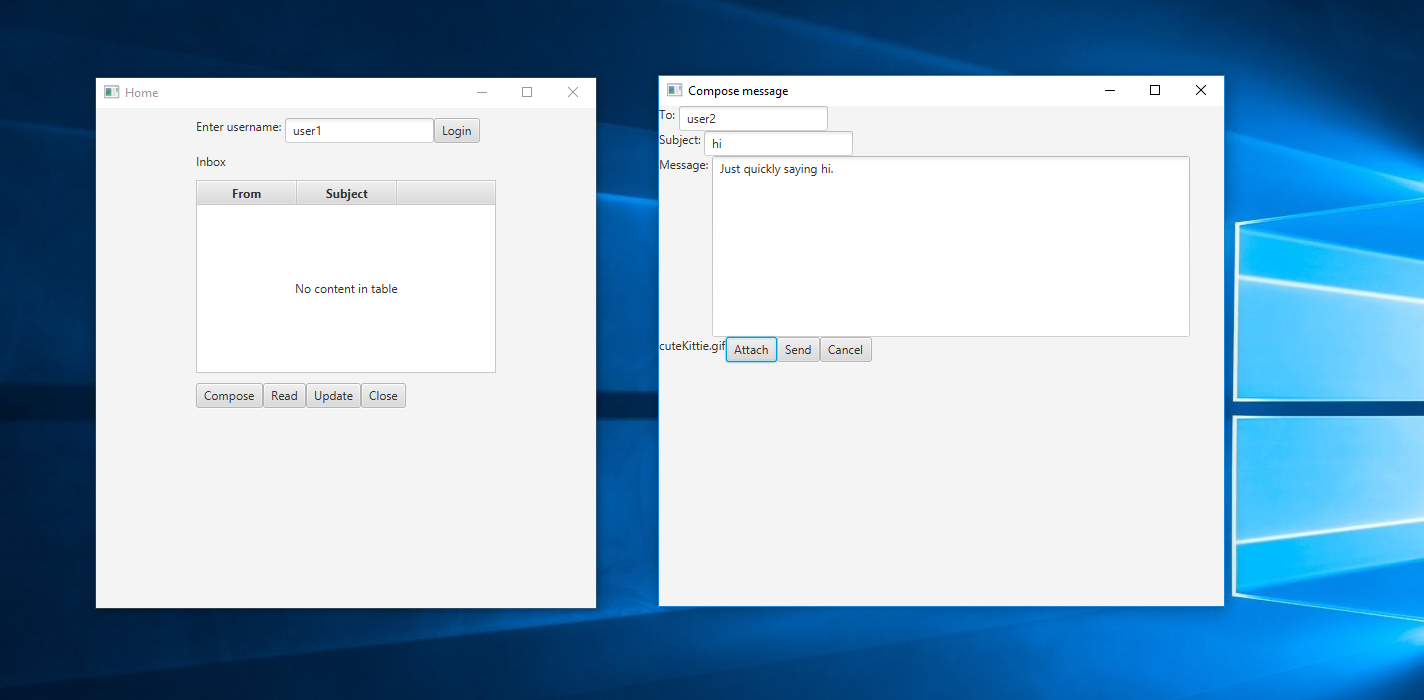 Home
Enter username: user1 Login
Inbox
From Subject
No content in table
Compose Read Update Close
Compose message
To: user2
Subject: hi
Message: Just quickly saying hi.
cuteKittie.gif Attach Send Cancel